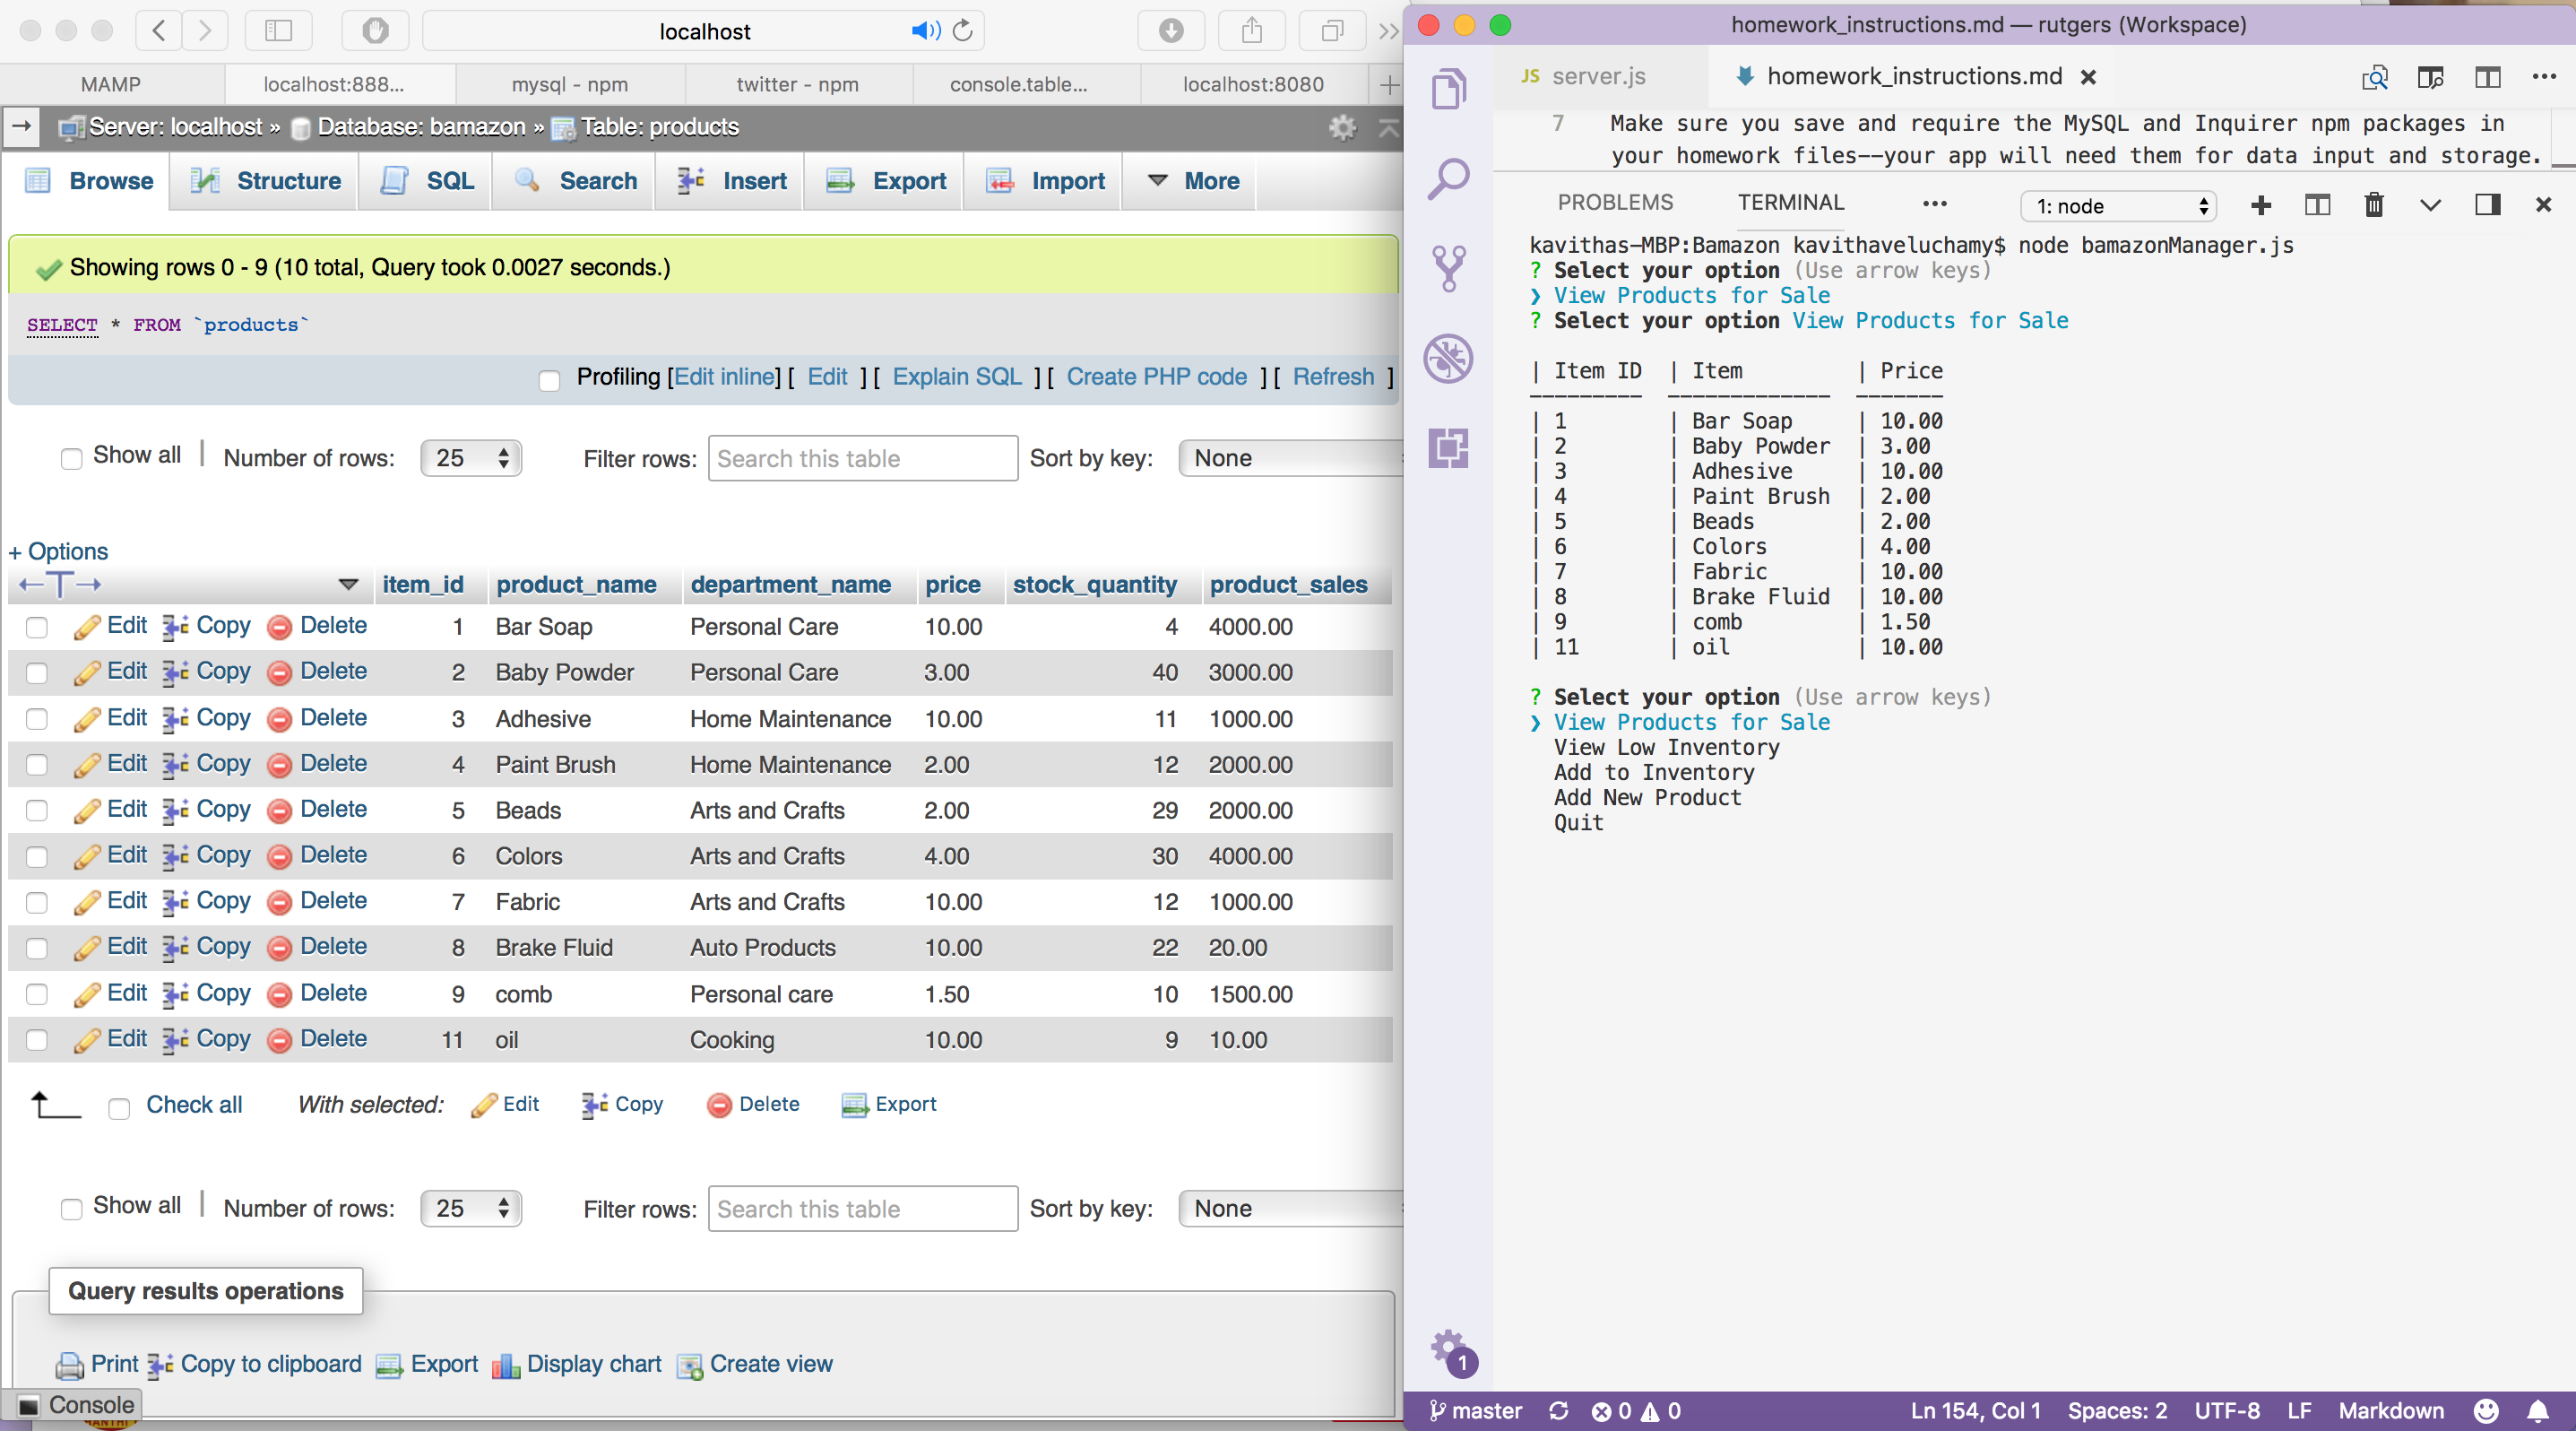 localhost
MAMP
localhost:888...
mysql - npm
twitter - npm
console.table...
localhost:8080
Server: localhost » Database: bamazon » Table: products
Browse Structure SQL Search Insert Export Import More
Showing rows 0 - 9 (10 total, Query took 0.0027 seconds.)
SELECT * FROM `products`
Profiling [Edit inline] [ Edit ] [ Explain SQL ] [ Create PHP code ] [ Refresh ]
Show all | Number of rows: 25 Filter rows: Search this table Sort by key: None
+ Options
←T→ item_id product_name department_name price stock_quantity product_sales
Edit Copy Delete 1 Bar Soap Personal Care 10.00 4 4000.00
Edit Copy Delete 2 Baby Powder Personal Care 3.00 40 3000.00
Edit Copy Delete 3 Adhesive Home Maintenance 10.00 11 1000.00
Edit Copy Delete 4 Paint Brush Home Maintenance 2.00 12 2000.00
Edit Copy Delete 5 Beads Arts and Crafts 2.00 29 2000.00
Edit Copy Delete 6 Colors Arts and Crafts 4.00 30 4000.00
Edit Copy Delete 7 Fabric Arts and Crafts 10.00 12 1000.00
Edit Copy Delete 8 Brake Fluid Auto Products 10.00 22 20.00
Edit Copy Delete 9 comb Personal care 1.50 10 1500.00
Edit Copy Delete 11 oil Cooking 10.00 9 10.00
Check all With selected: Edit Copy Delete Export
Show all | Number of rows: 25 Filter rows: Search this table Sort by key: None
Query results operations
Print Copy to clipboard Export Display chart Create view
Console
homework_instructions.md — rutgers (Workspace)
JS server.js homework_instructions.md ×
7 Make sure you save and require the MySQL and Inquirer npm packages in
your homework files--your app will need them for data input and storage.
PROBLEMS TERMINAL ... 1: node
kavithas-MBP:Bamazon kavithaveluchamy$ node bamazonManager.js
? Select your option (Use arrow keys)
❯ View Products for Sale
? Select your option View Products for Sale
| Item ID | Item | Price
--------- ------------- -------
| 1 | Bar Soap | 10.00
| 2 | Baby Powder | 3.00
| 3 | Adhesive | 10.00
| 4 | Paint Brush | 2.00
| 5 | Beads | 2.00
| 6 | Colors | 4.00
| 7 | Fabric | 10.00
| 8 | Brake Fluid | 10.00
| 9 | comb | 1.50
| 11 | oil | 10.00
? Select your option (Use arrow keys)
❯ View Products for Sale
View Low Inventory
Add to Inventory
Add New Product
Quit
1
master 0 0 Ln 154, Col 1 Spaces: 2 UTF-8 LF Markdown